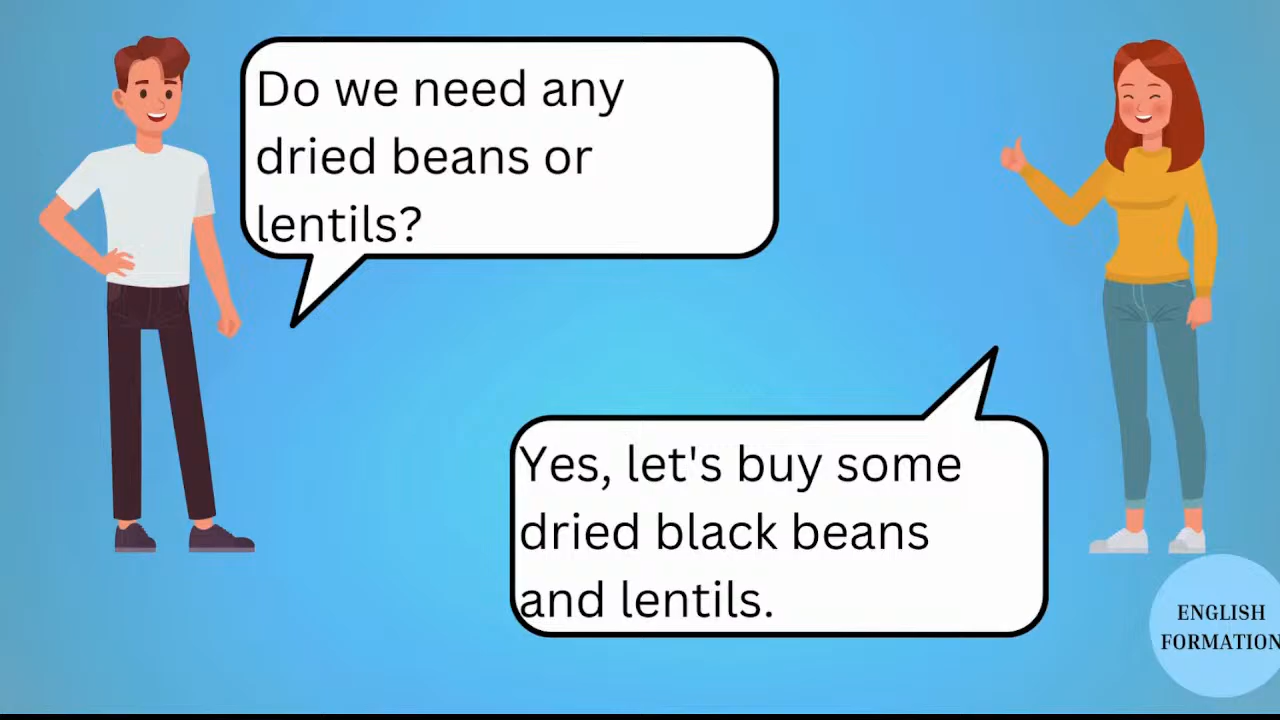 Do we need any
dried beans or
lentils?
Yes, let's buy some
dried black beans
and lentils.
ENGLISH
FORMATION